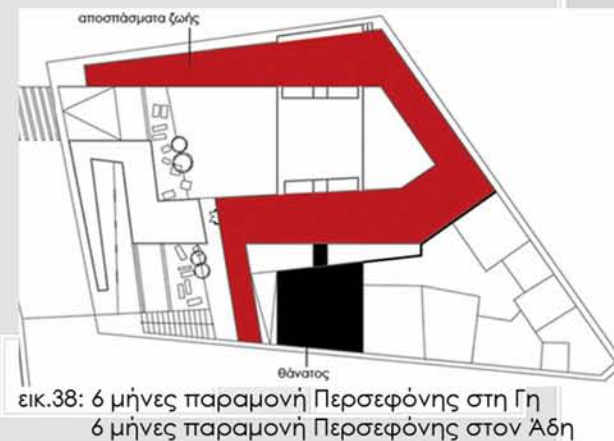 αποσπάσματα ζωής
θάνατος
εικ.38: 6 μήνες παραμονή Περσεφόνης στη Γη
6 μήνες παραμονή Περσεφόνης στον Άδη